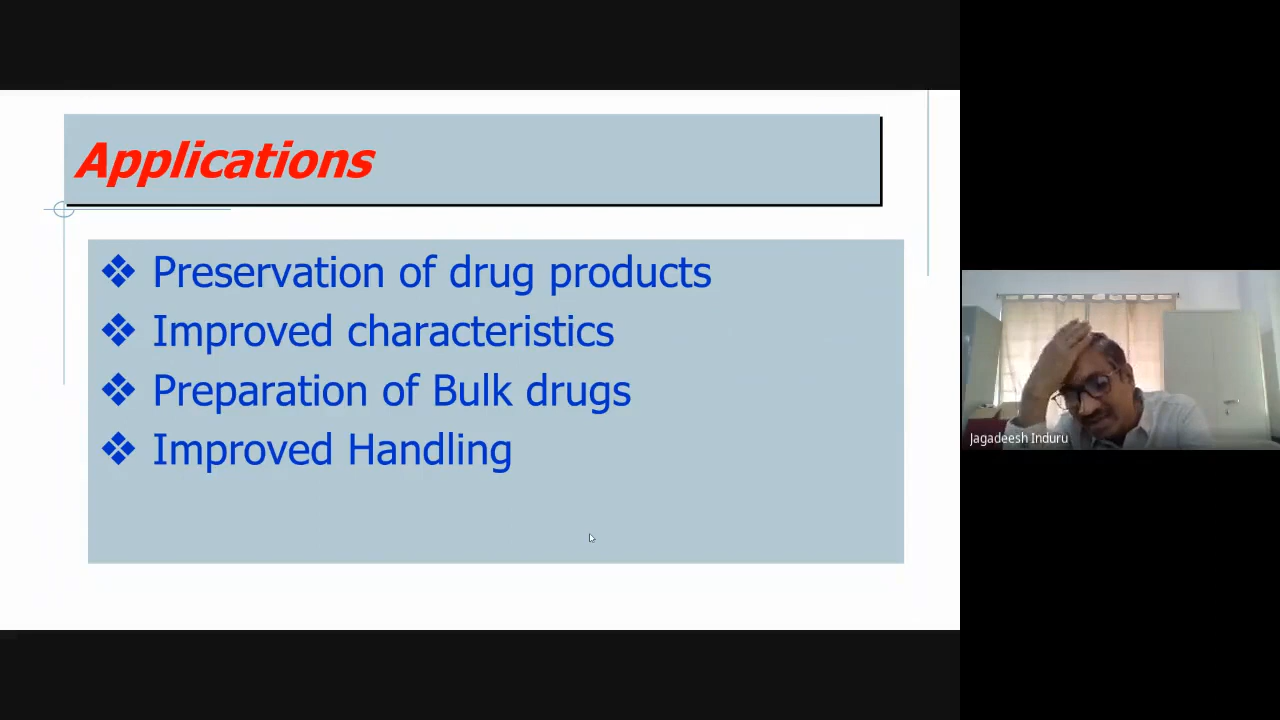 Applications
Preservation of drug products
Improved characteristics
Preparation of Bulk drugs
Improved Handling
Jagadeesh Induru